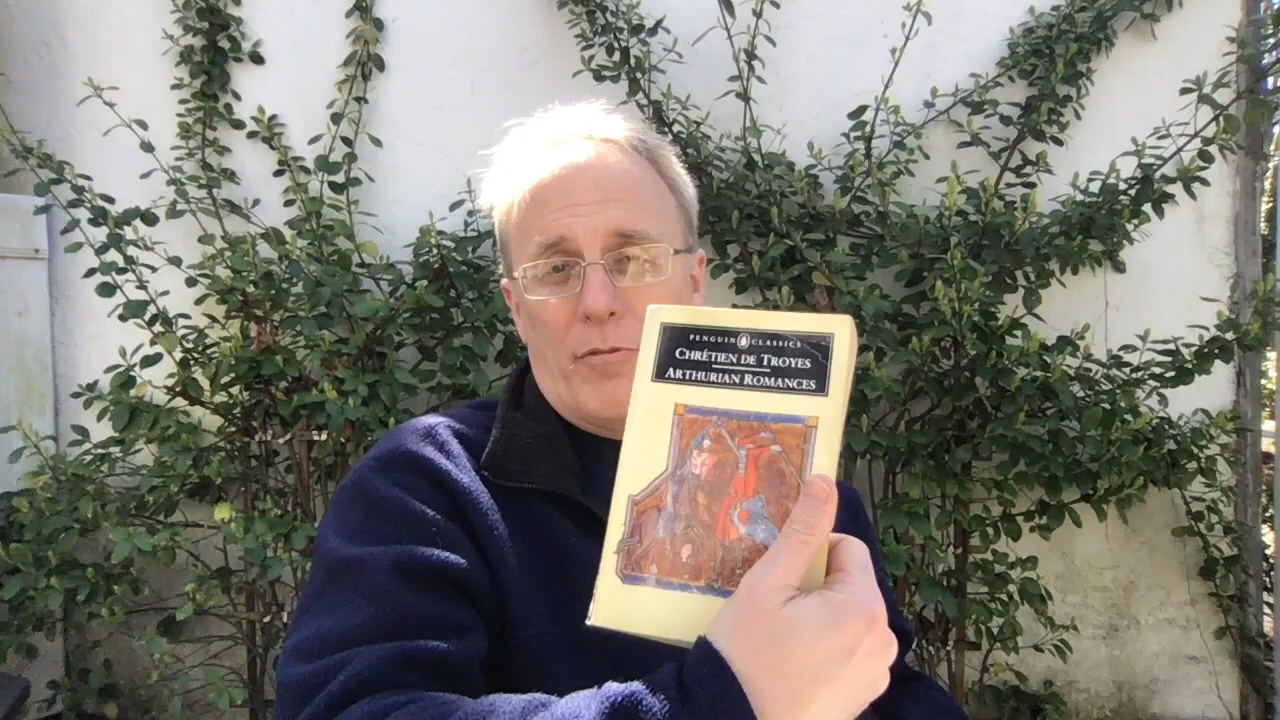 PENGUIN CLASSICS
CHRÉTIEN DE TROYES
ARTHURIAN ROMANCES